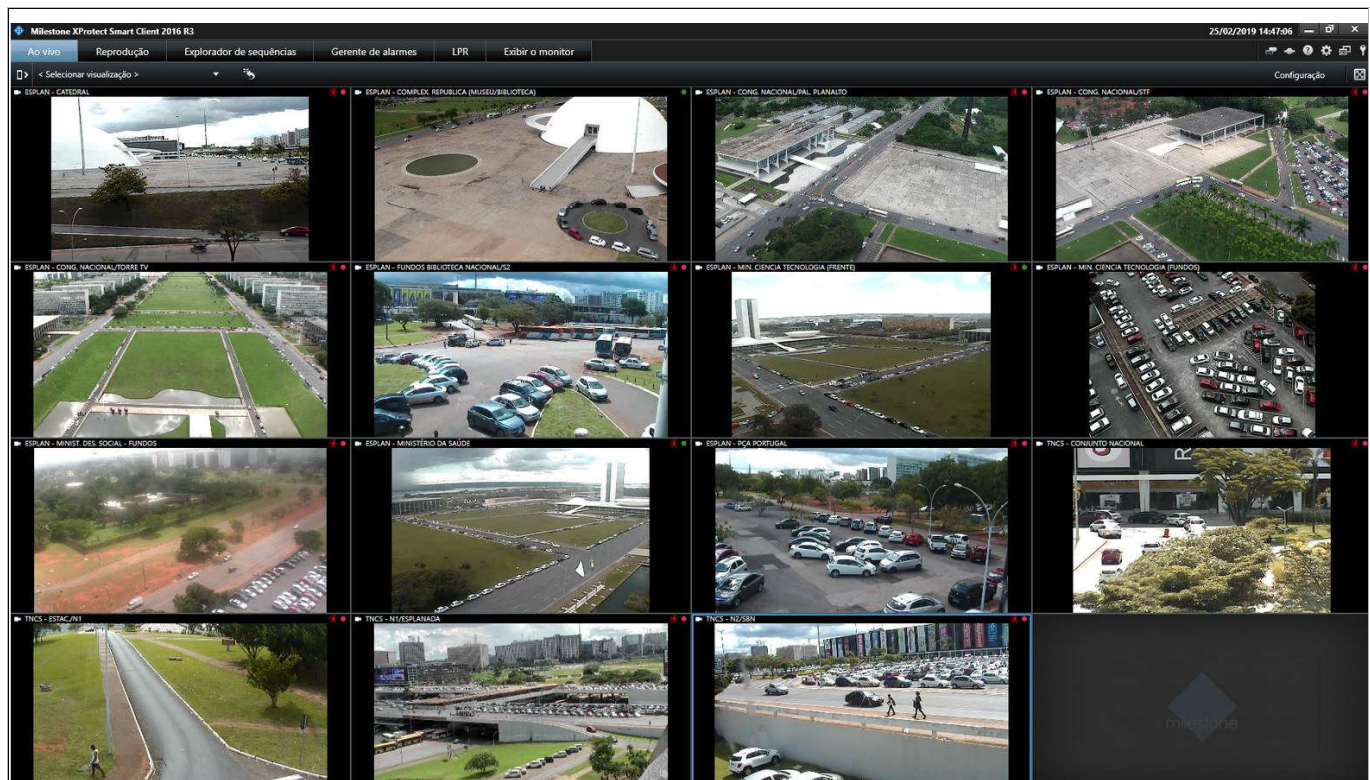 Milestone XProtect Smart Client 2016 R3
25/02/2019 14:47:06
Ao vivo
Reprodução
Explorador de sequências
Gerente de alarmes
LPR
Exibir o monitor
< Selecionar visualização >
Configuração
ESPLAN - CATEDRAL
ESPLAN - COMPLEX. REPUBLICA (MUSEU/BIBLIOTECA)
ESPLAN - CONG. NACIONAL/PAL. PLANALTO
ESPLAN - CONG. NACIONAL/STF
ESPLAN - CONG. NACIONAL/TORRE TV
ESPLAN - FUNDOS BIBLIOTECA NACIONAL/S2
ESPLAN - MIN. CIENCIA TECNOLOGIA (FRENTE)
ESPLAN - MIN. CIENCIA TECNOLOGIA (FUNDOS)
ESPLAN - MINIST. DES. SOCIAL - FUNDOS
ESPLAN - MINISTÉRIO DA SAÚDE
ESPLAN - PÇA PORTUGAL
TNCS - CONJUNTO NACIONAL
TNCS - ESTAC./N1
TNCS - N1/ESPLANADA
TNCS - N2/SBN
milestone